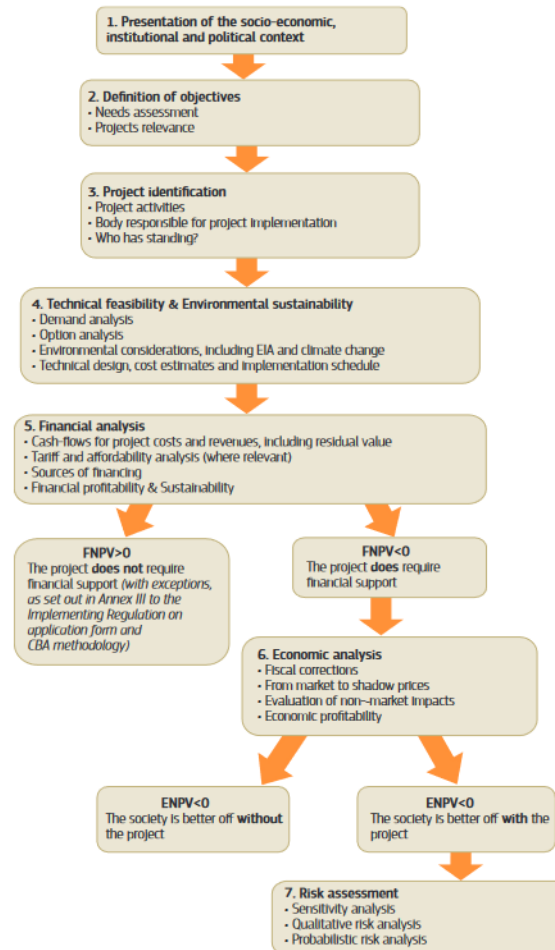 1. Presentation of the socio-economic,
institutional and political context
2. Definition of objectives
• Needs assessment
• Projects relevance
3. Project identification
• Project activities
• Body responsible for project implementation
• Who has standing?
4. Technical feasibility & Environmental sustainability
• Demand analysis
• Option analysis
• Environmental considerations, including EIA and climate change
• Technical design, cost estimates and implementation schedule
5. Financial analysis
• Cash-flows for project costs and revenues, including residual value
• Tariff and affordability analysis (where relevant)
• Sources of financing
• Financial profitability & Sustainability
FNPV>0
The project does not require
financial support (with exceptions,
as set out in Annex III to the
Implementing Regulation on
application form and
CBA methodology)
FNPV<0
The project does require
financial support
6. Economic analysis
• Fiscal corrections
• From market to shadow prices
• Evaluation of non--market impacts
• Economic profitability
ENPV<0
The society is better off without
the project
ENPV<0
The society is better off with the
project
7. Risk assessment
• Sensitivity analysis
• Qualitative risk analysis
• Probabilistic risk analysis